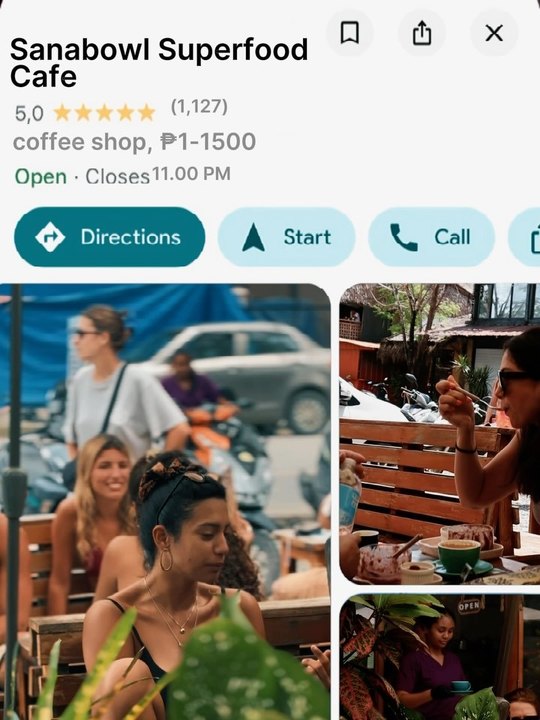 Sanabowl Superfood
Cafe
5,0 (1,127)
coffee shop, ₱1-1500
Open · Closes 11.00 PM
Directions
Start
Call
OPEN